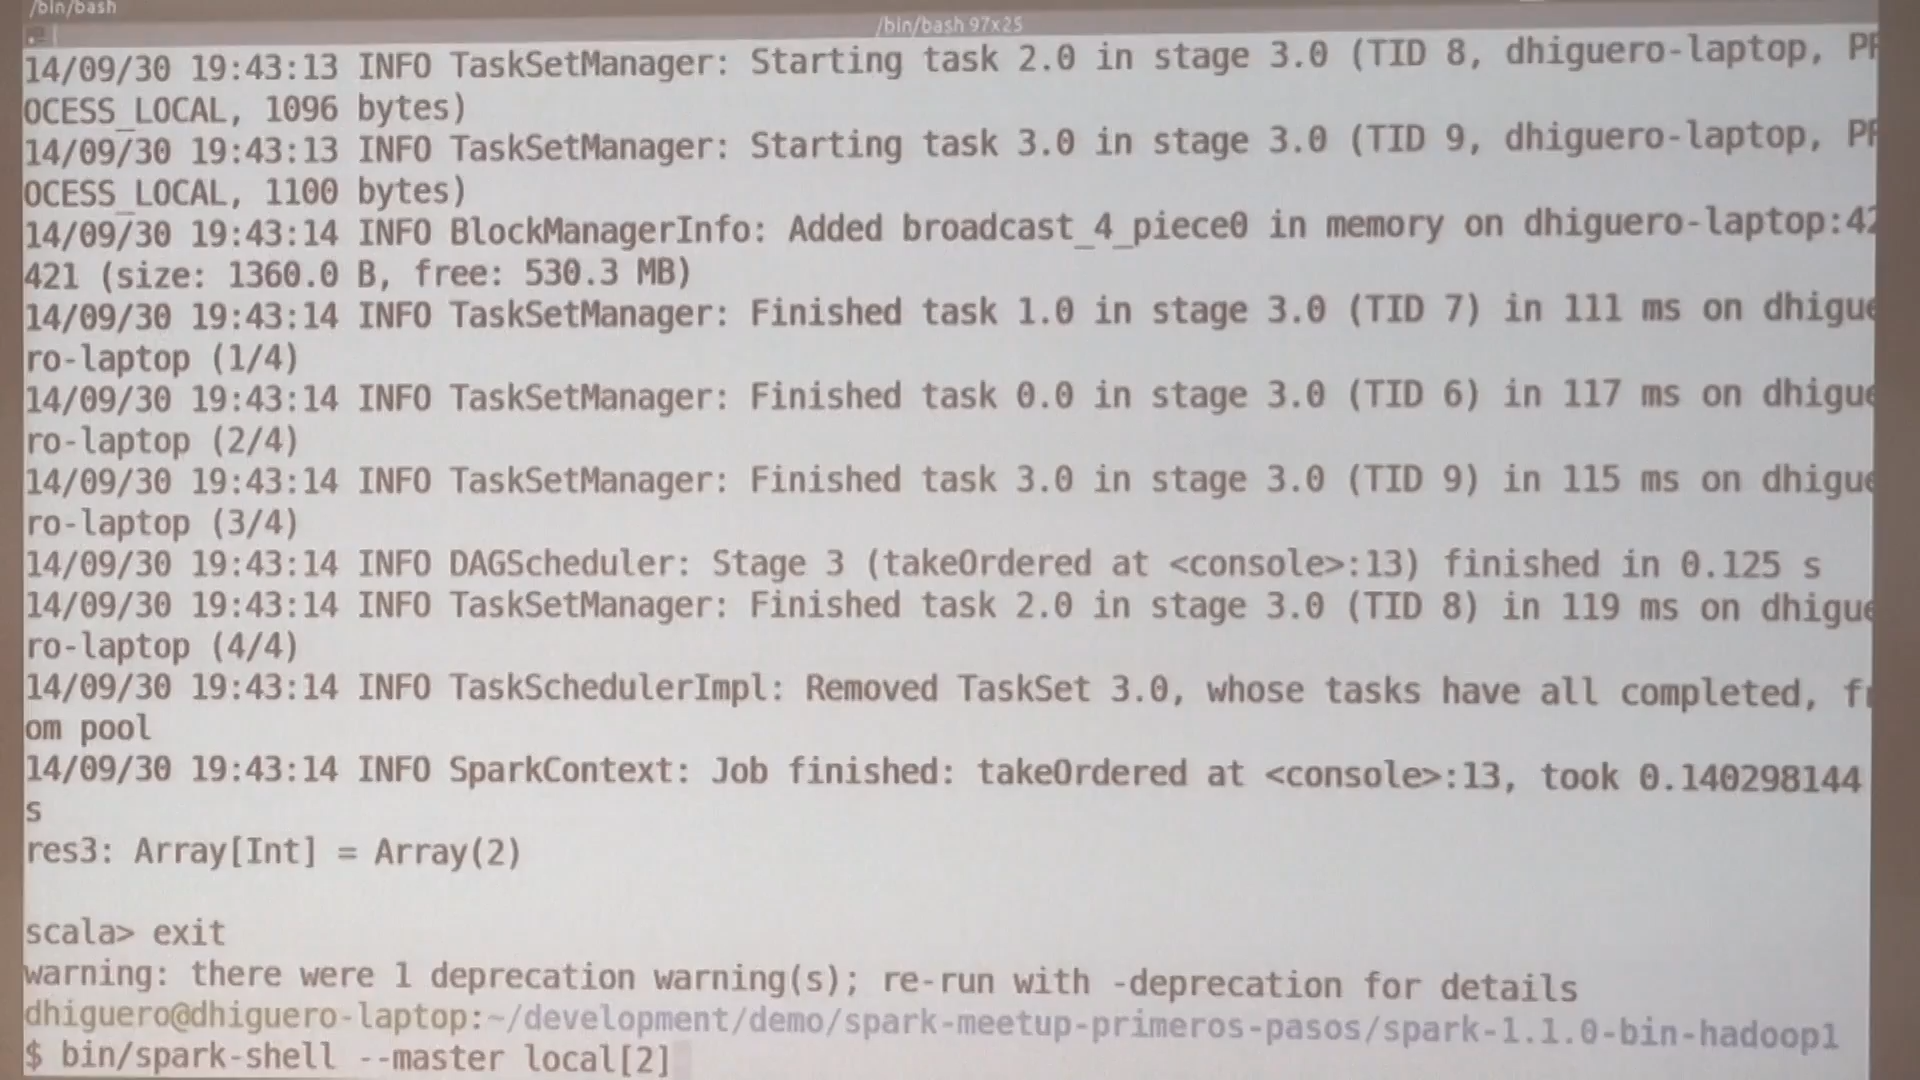 /bin/bash
/bin/bash 97x25
14/09/30 19:43:13 INFO TaskSetManager: Starting task 2.0 in stage 3.0 (TID 8, dhiguero-laptop, PR
OCESS_LOCAL, 1096 bytes)
14/09/30 19:43:13 INFO TaskSetManager: Starting task 3.0 in stage 3.0 (TID 9, dhiguero-laptop, PR
OCESS_LOCAL, 1100 bytes)
14/09/30 19:43:14 INFO BlockManagerInfo: Added broadcast_4_piece0 in memory on dhiguero-laptop:42
421 (size: 1360.0 B, free: 530.3 MB)
14/09/30 19:43:14 INFO TaskSetManager: Finished task 1.0 in stage 3.0 (TID 7) in 111 ms on dhigue
ro-laptop (1/4)
14/09/30 19:43:14 INFO TaskSetManager: Finished task 0.0 in stage 3.0 (TID 6) in 117 ms on dhigue
ro-laptop (2/4)
14/09/30 19:43:14 INFO TaskSetManager: Finished task 3.0 in stage 3.0 (TID 9) in 115 ms on dhigue
ro-laptop (3/4)
14/09/30 19:43:14 INFO DAGScheduler: Stage 3 (takeOrdered at <console>:13) finished in 0.125 s
14/09/30 19:43:14 INFO TaskSetManager: Finished task 2.0 in stage 3.0 (TID 8) in 119 ms on dhigue
ro-laptop (4/4)
14/09/30 19:43:14 INFO TaskSchedulerImpl: Removed TaskSet 3.0, whose tasks have all completed, fr
om pool
14/09/30 19:43:14 INFO SparkContext: Job finished: takeOrdered at <console>:13, took 0.140298144
s
res3: Array[Int] = Array(2)
scala> exit
warning: there were 1 deprecation warning(s); re-run with -deprecation for details
dhiguero@dhiguero-laptop:~/development/demo/spark-meetup-primeros-pasos/spark-1.1.0-bin-hadoop1
$ bin/spark-shell --master local[2]